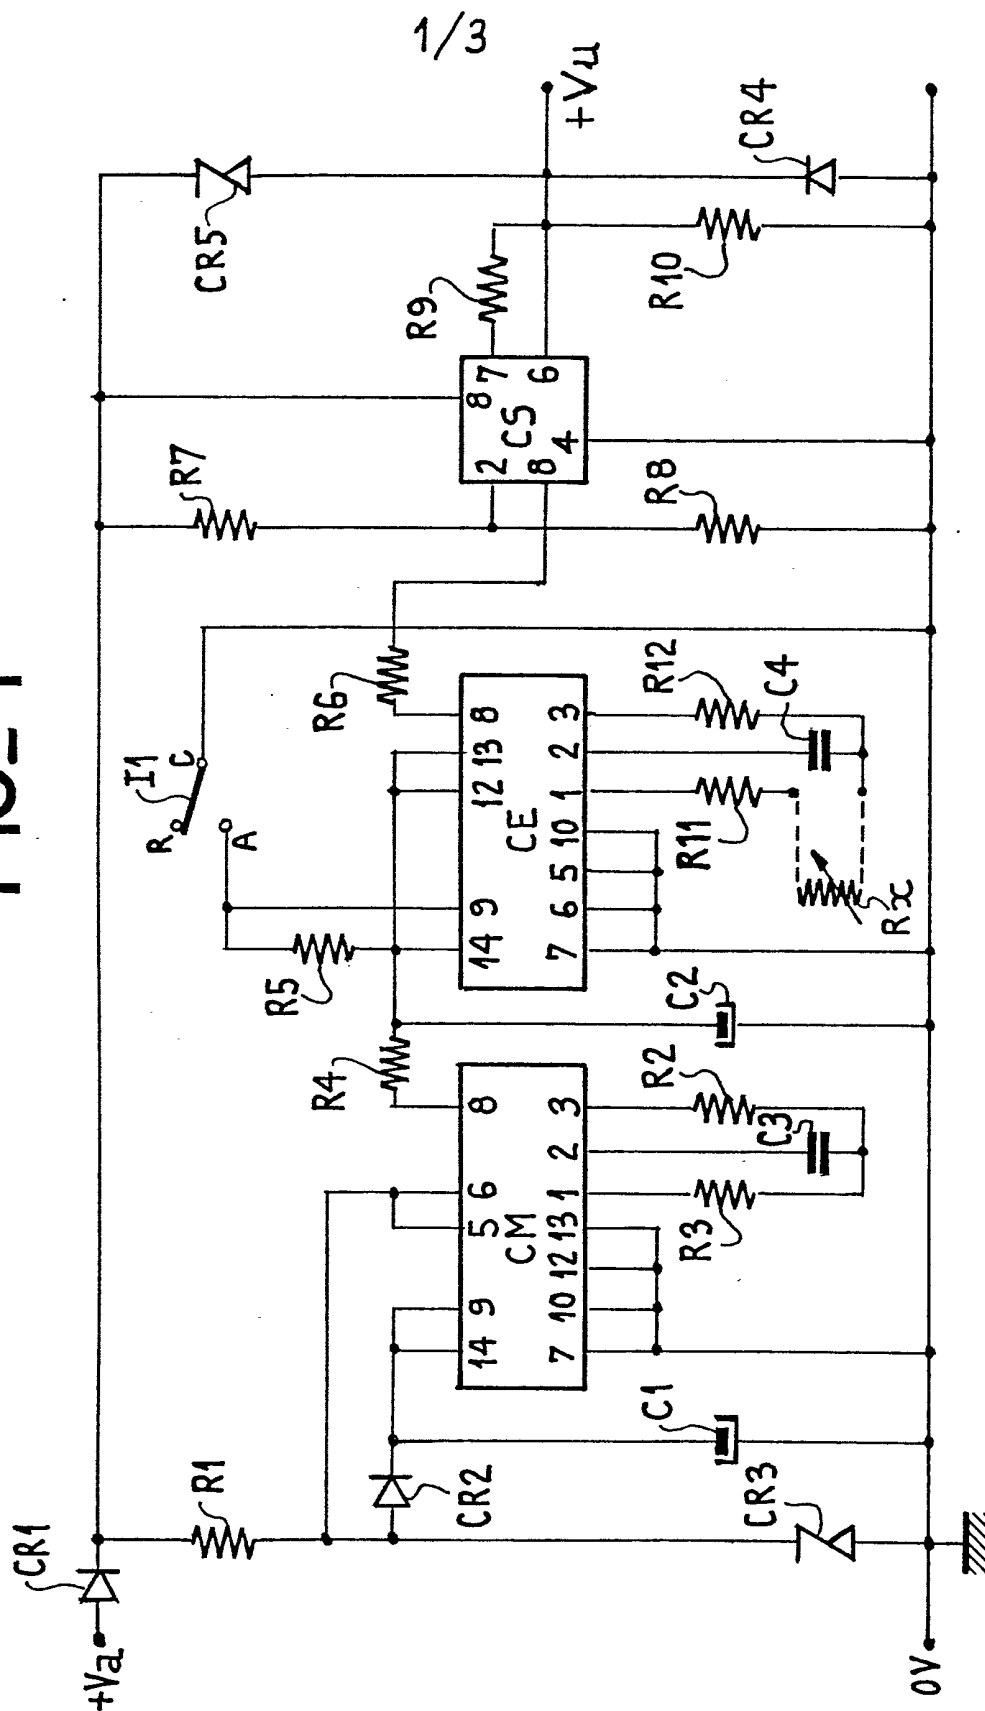 1/3
FIG_1
+Va
CR1
R1
CR2
CR3
C1
0V
14 9 5 6 8
CM
7 10 12 13 1 2 3
R3
C3
R2
R4
C2
R5
I1
R
C
A
14 9 12 13 8
CE
7 6 5 10 1 2 3
R11
R12
C4
Rx
R6
R7
R8
2 8 7
CS
8 4 6
R9
R10
CR5
CR4
+Vu